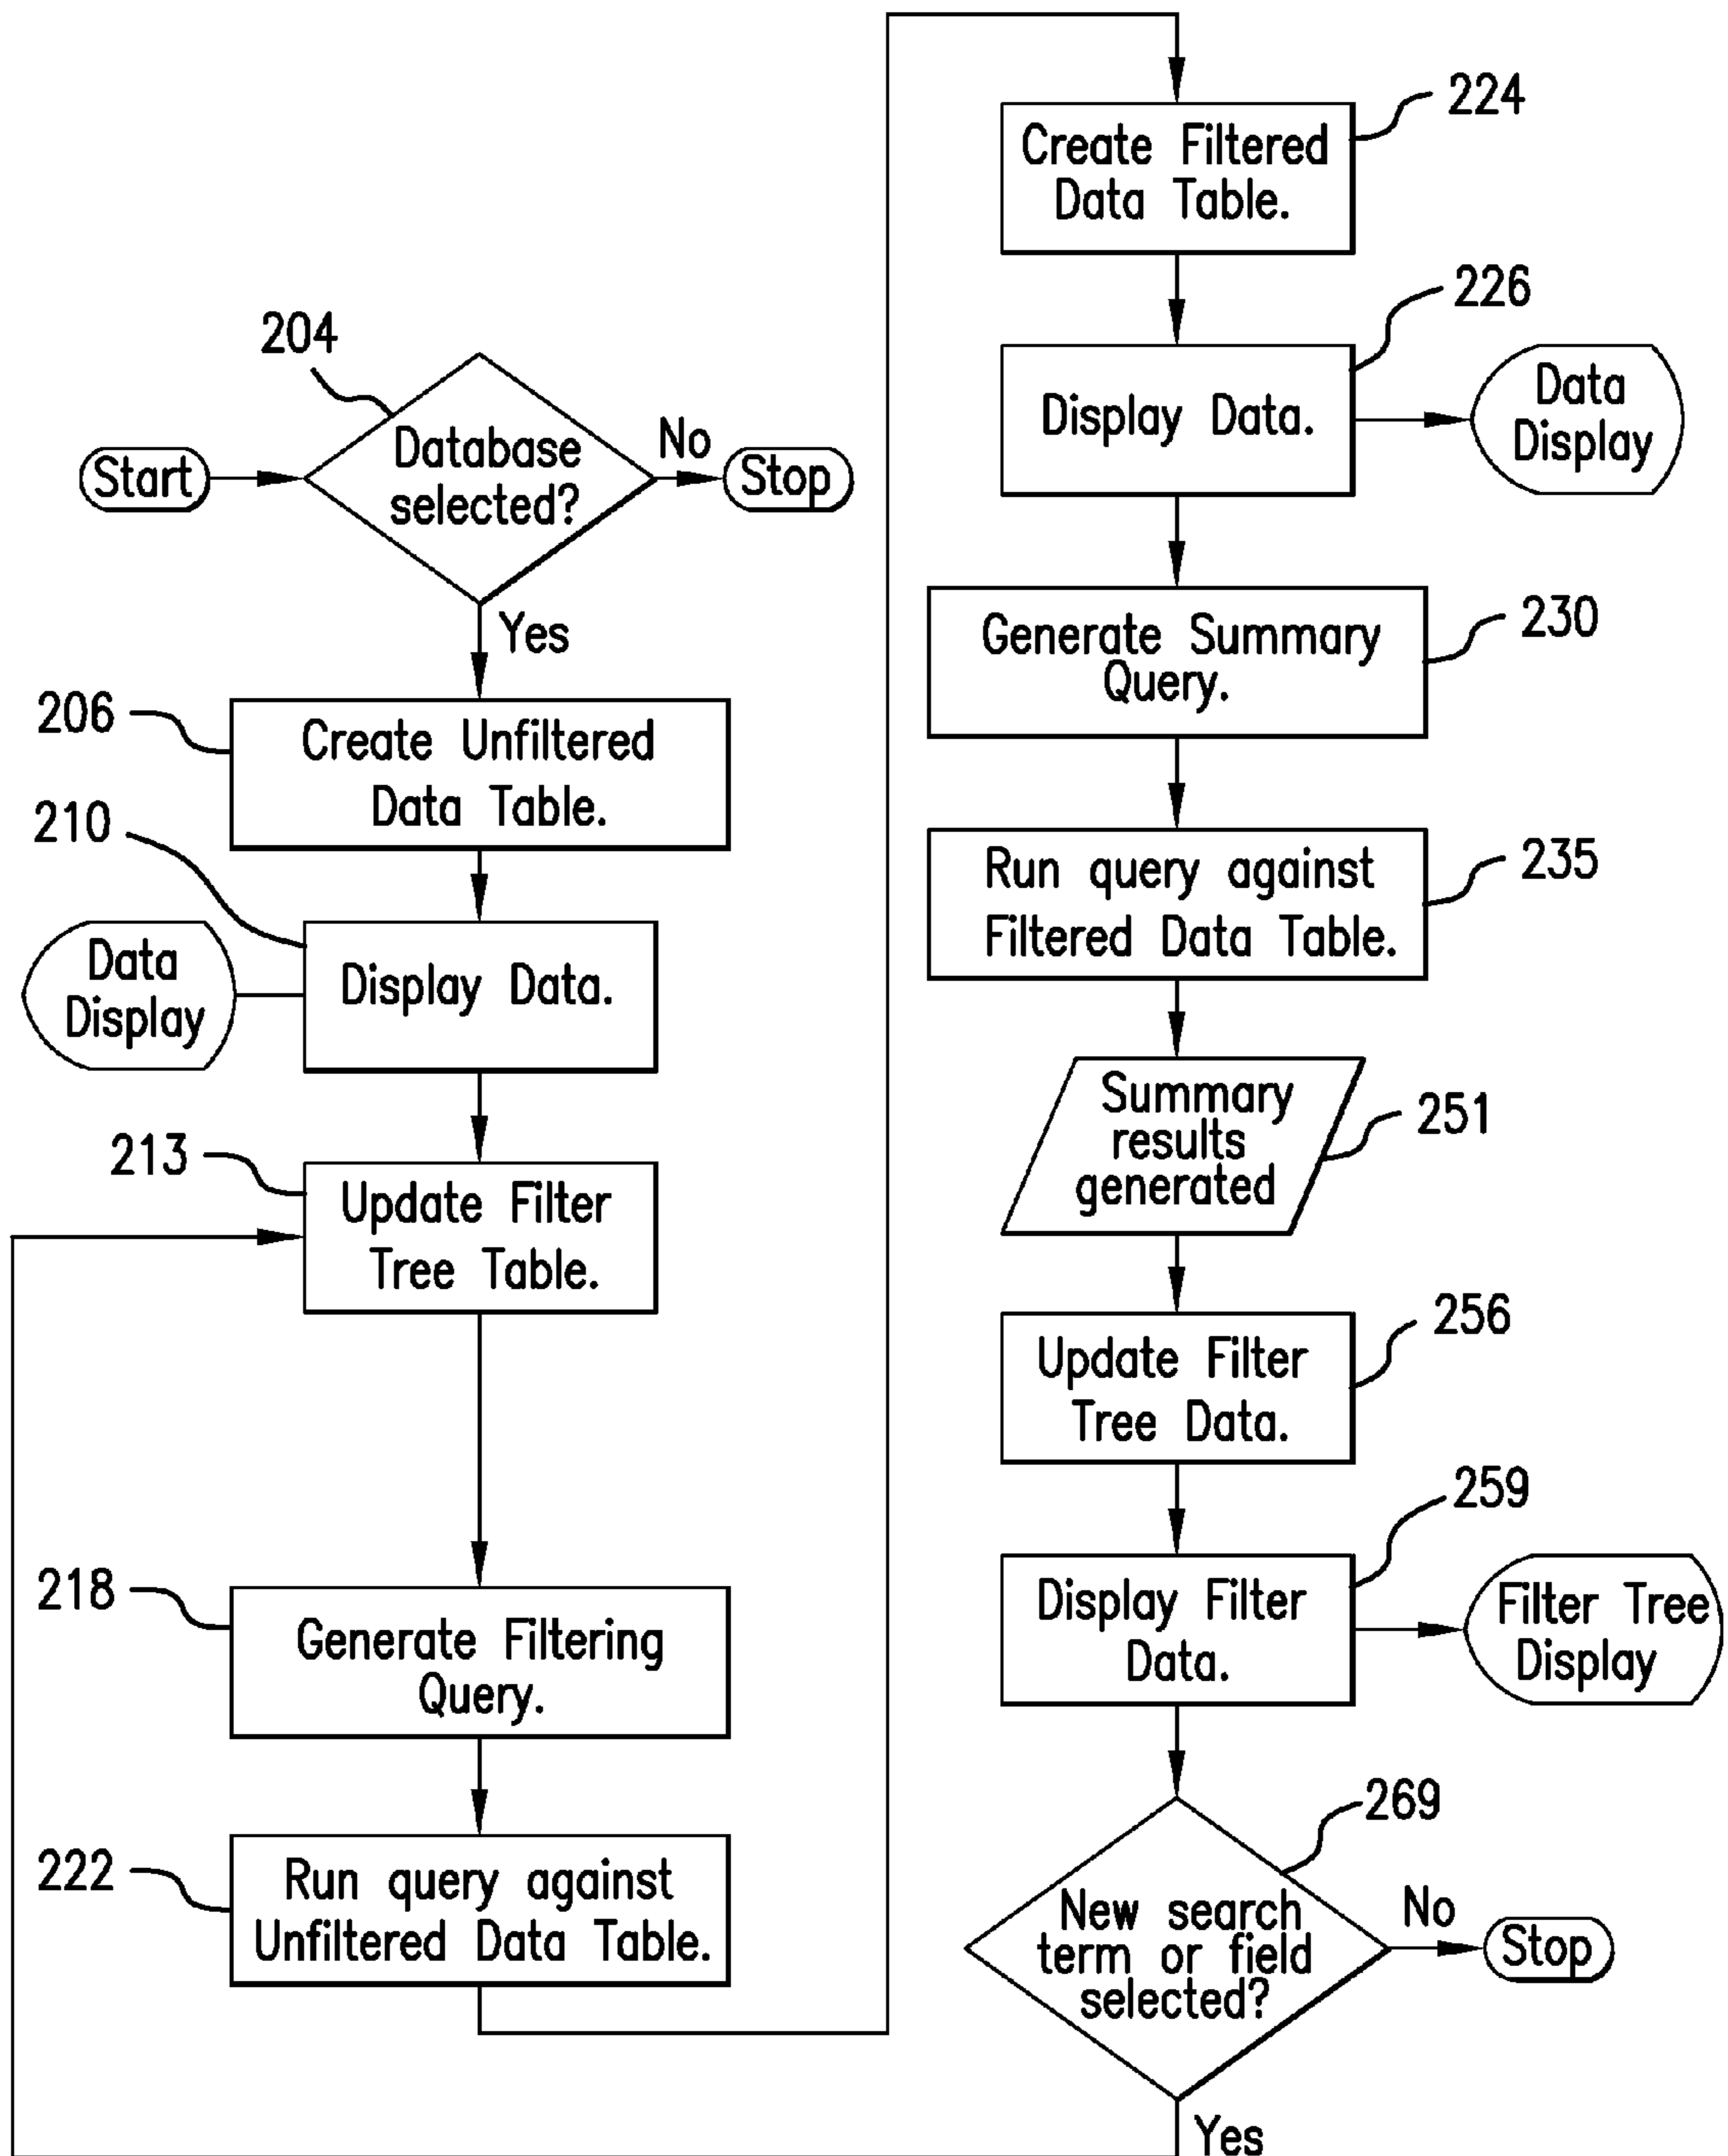 204
Start
Database
selected?
No
Stop
Yes
206
Create Unfiltered
Data Table.
210
Data
Display
Display Data.
213
Update Filter
Tree Table.
218
Generate Filtering
Query.
222
Run query against
Unfiltered Data Table.
224
Create Filtered
Data Table.
226
Display Data.
Data
Display
230
Generate Summary
Query.
235
Run query against
Filtered Data Table.
Summary
results
generated
251
256
Update Filter
Tree Data.
259
Display Filter
Data.
Filter Tree
Display
269
New search
term or field
selected?
No
Stop
Yes